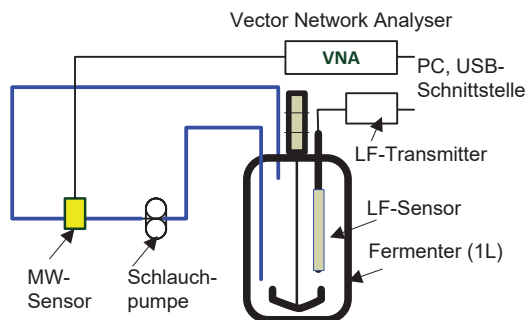 Vector Network Analyser
VNA
PC, USB-
Schnittstelle
LF-Transmitter
LF-Sensor
Fermenter (1L)
MW-
Sensor
Schlauch-
pumpe